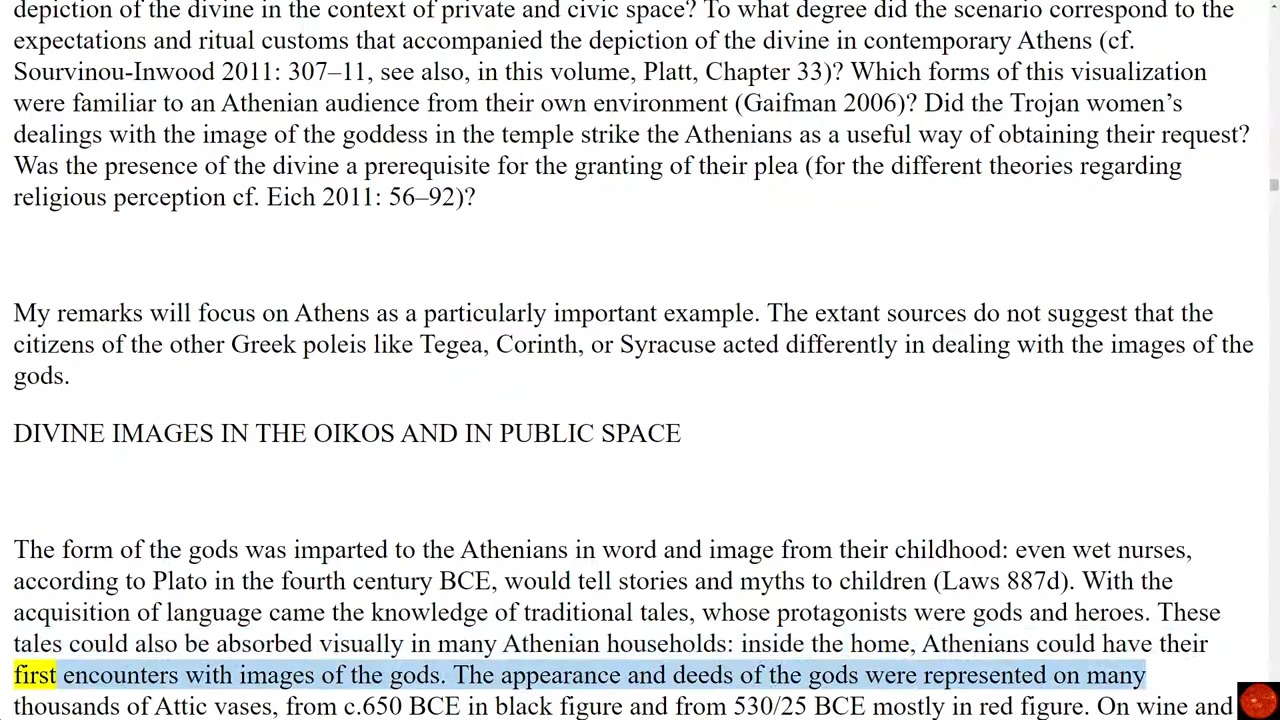 depiction of the divine in the context of private and civic space? To what degree did the scenario correspond to the
expectations and ritual customs that accompanied the depiction of the divine in contemporary Athens (cf.
Sourvinou-Inwood 2011: 307–11, see also, in this volume, Platt, Chapter 33)? Which forms of this visualization
were familiar to an Athenian audience from their own environment (Gaifman 2006)? Did the Trojan women’s
dealings with the image of the goddess in the temple strike the Athenians as a useful way of obtaining their request?
Was the presence of the divine a prerequisite for the granting of their plea (for the different theories regarding
religious perception cf. Eich 2011: 56–92)?
My remarks will focus on Athens as a particularly important example. The extant sources do not suggest that the
citizens of the other Greek poleis like Tegea, Corinth, or Syracuse acted differently in dealing with the images of the
gods.
DIVINE IMAGES IN THE OIKOS AND IN PUBLIC SPACE
The form of the gods was imparted to the Athenians in word and image from their childhood: even wet nurses,
according to Plato in the fourth century BCE, would tell stories and myths to children (Laws 887d). With the
acquisition of language came the knowledge of traditional tales, whose protagonists were gods and heroes. These
tales could also be absorbed visually in many Athenian households: inside the home, Athenians could have their
first encounters with images of the gods. The appearance and deeds of the gods were represented on many
thousands of Attic vases, from c.650 BCE in black figure and from 530/25 BCE mostly in red figure. On wine and